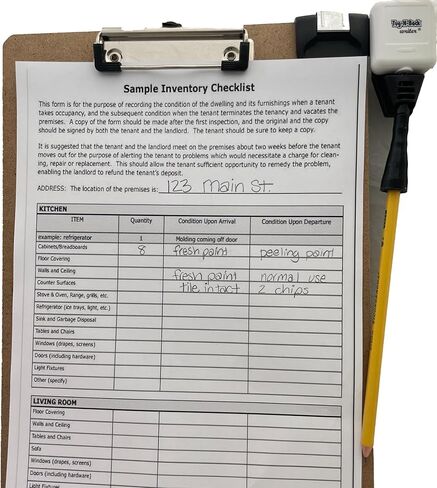 Tug-N-Back
writer®
Sample Inventory Checklist
This form is for the purpose of recording the condition of the dwelling and its furnishings when a tenant
takes occupancy, and the subsequent condition when the tenant terminates the tenancy and vacates the
premises. A copy of the form should be made after the first inspection, and the original and the copy
should be signed by both the tenant and the landlord. The tenant should be sure to keep a copy.
It is suggested that the tenant and the landlord meet on the premises about two weeks before the tenant
moves out for the purpose of alerting the tenant to problems which would necessitate a charge for clean-
ing, repair or replacement. This should allow the tenant sufficient opportunity to remedy the problem,
enabling the landlord to refund the tenant's deposit.
ADDRESS: The location of the premises is: 123 main st.
KITCHEN
ITEM Quantity Condition Upon Arrival Condition Upon Departure
example: refrigerator 1 Molding coming off door
Cabinets/Breadboards 8 fresh paint peeling paint
Floor Covering
Walls and Ceiling fresh paint normal use
Counter Surfaces tile, intact 2 chips
Stove & Oven, Range, grills, etc.
Refrigerator (ice trays, light, etc.)
Sink and Garbage Disposal
Tables and Chairs
Windows (drapes, screens)
Doors (including hardware)
Light Fixtures
Other (specify)
LIVING ROOM
Floor Covering
Walls and Ceiling
Tables and Chairs
Sofa
Windows (drapes, screens)
Doors (including hardware)
Light Fixtures